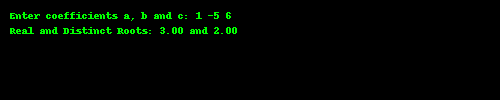 Enter coefficients a, b and c: 1 -5 6
Real and Distinct Roots: 3.00 and 2.00